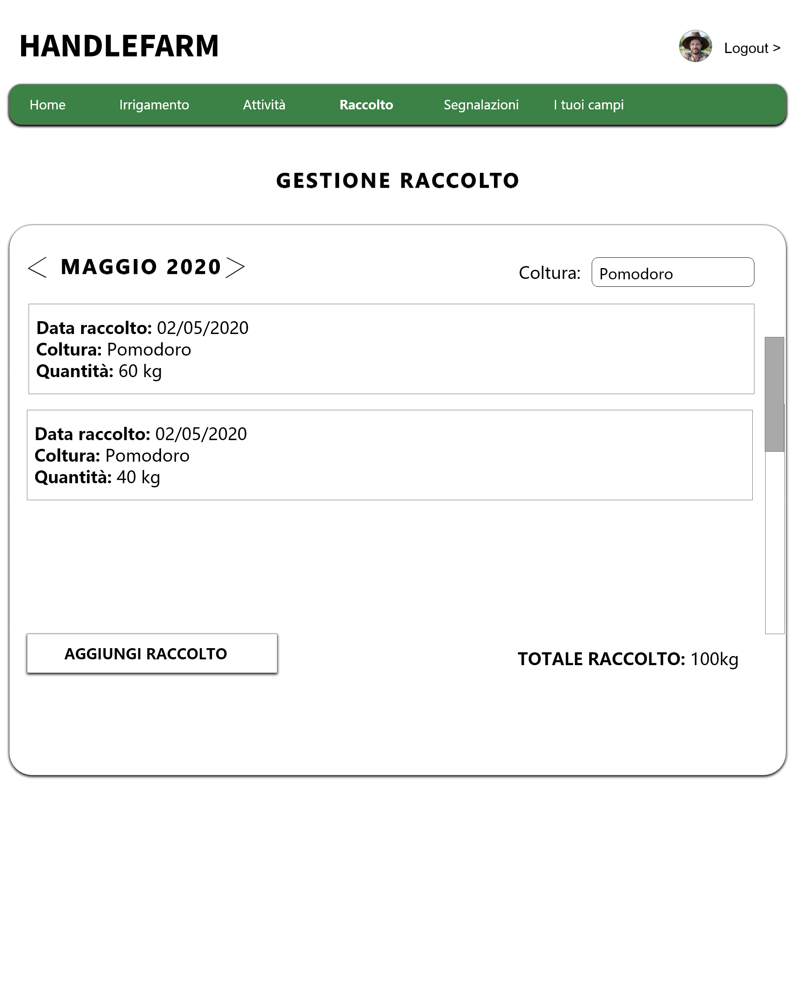 HANDLEFARM
Logout >
Home Irrigamento Attività Raccolto Segnalazioni I tuoi campi
GESTIONE RACCOLTO
MAGGIO 2020
Coltura: Pomodoro
Data raccolto: 02/05/2020
Coltura: Pomodoro
Quantità: 60 kg
Data raccolto: 02/05/2020
Coltura: Pomodoro
Quantità: 40 kg
AGGIUNGI RACCOLTO
TOTALE RACCOLTO: 100kg